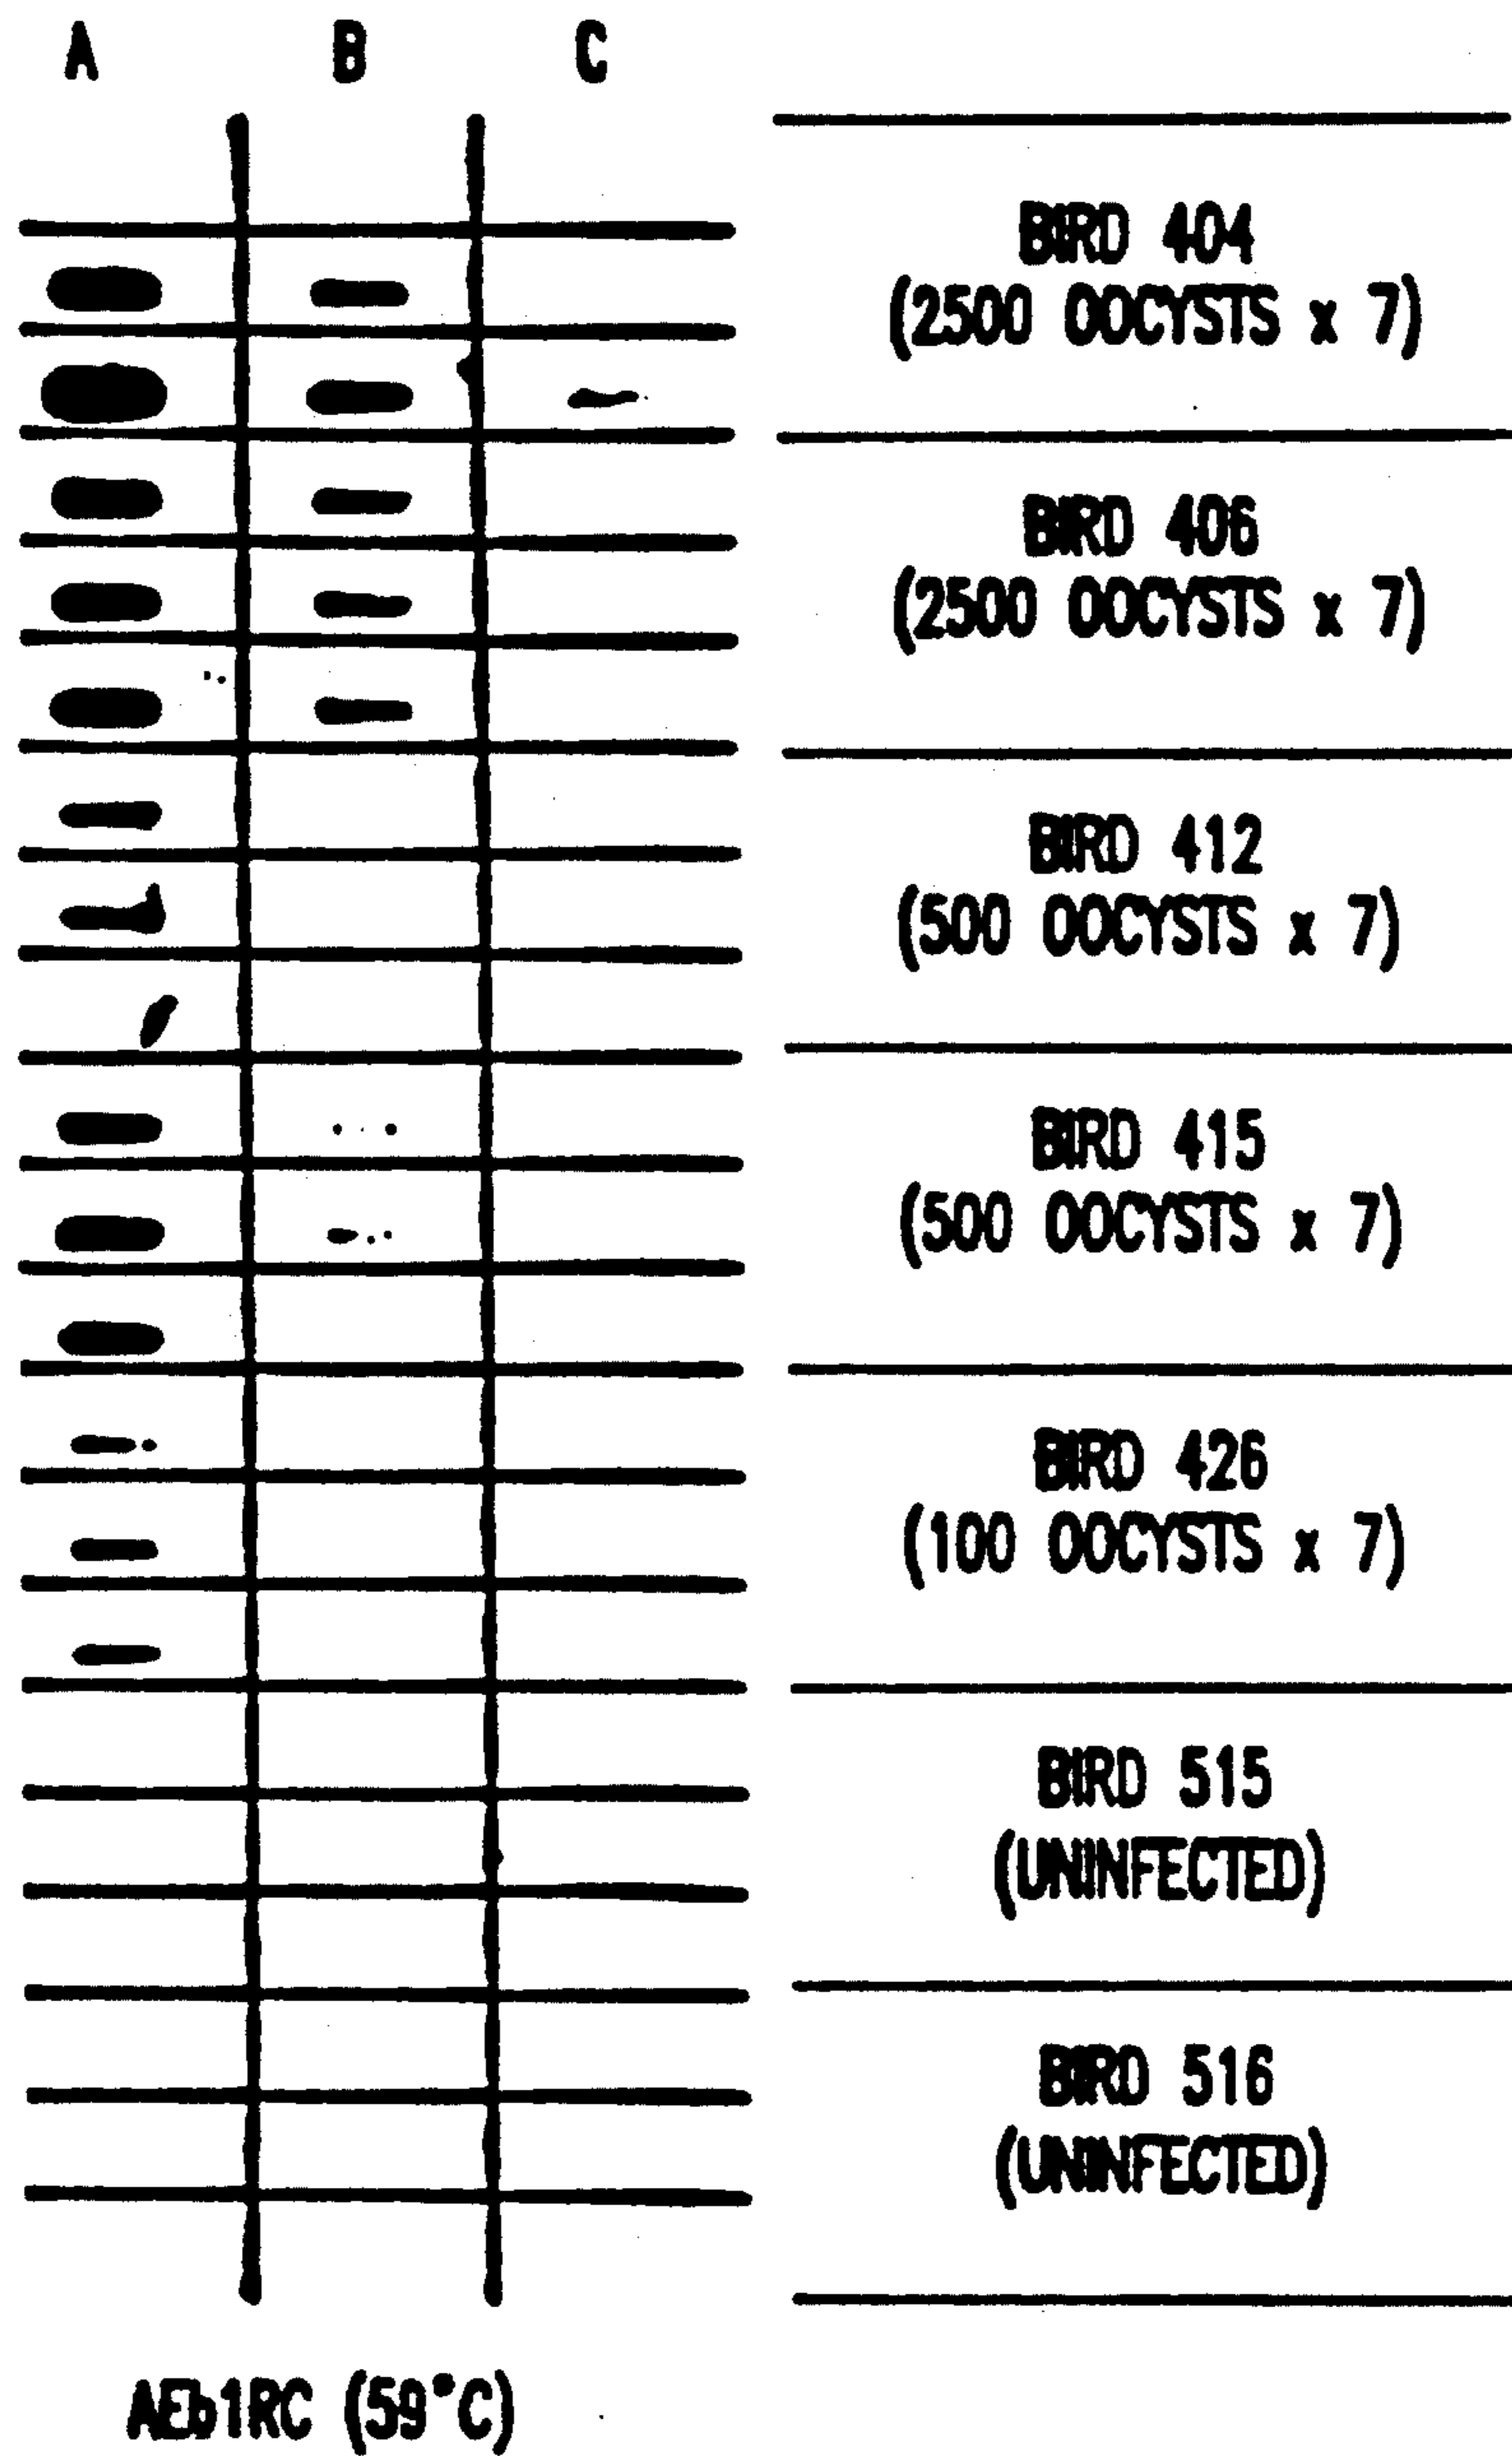 A B C
BIRD 404
(2500 OOCYSTS x 7)
BIRD 406
(2500 OOCYSTS x 7)
BIRD 412
(500 OOCYSTS x 7)
BIRD 415
(500 OOCYSTS x 7)
BIRD 426
(100 OOCYSTS x 7)
BIRD 515
(UNINFECTED)
BIRD 516
(UNINFECTED)
AEb1RC (59°C)